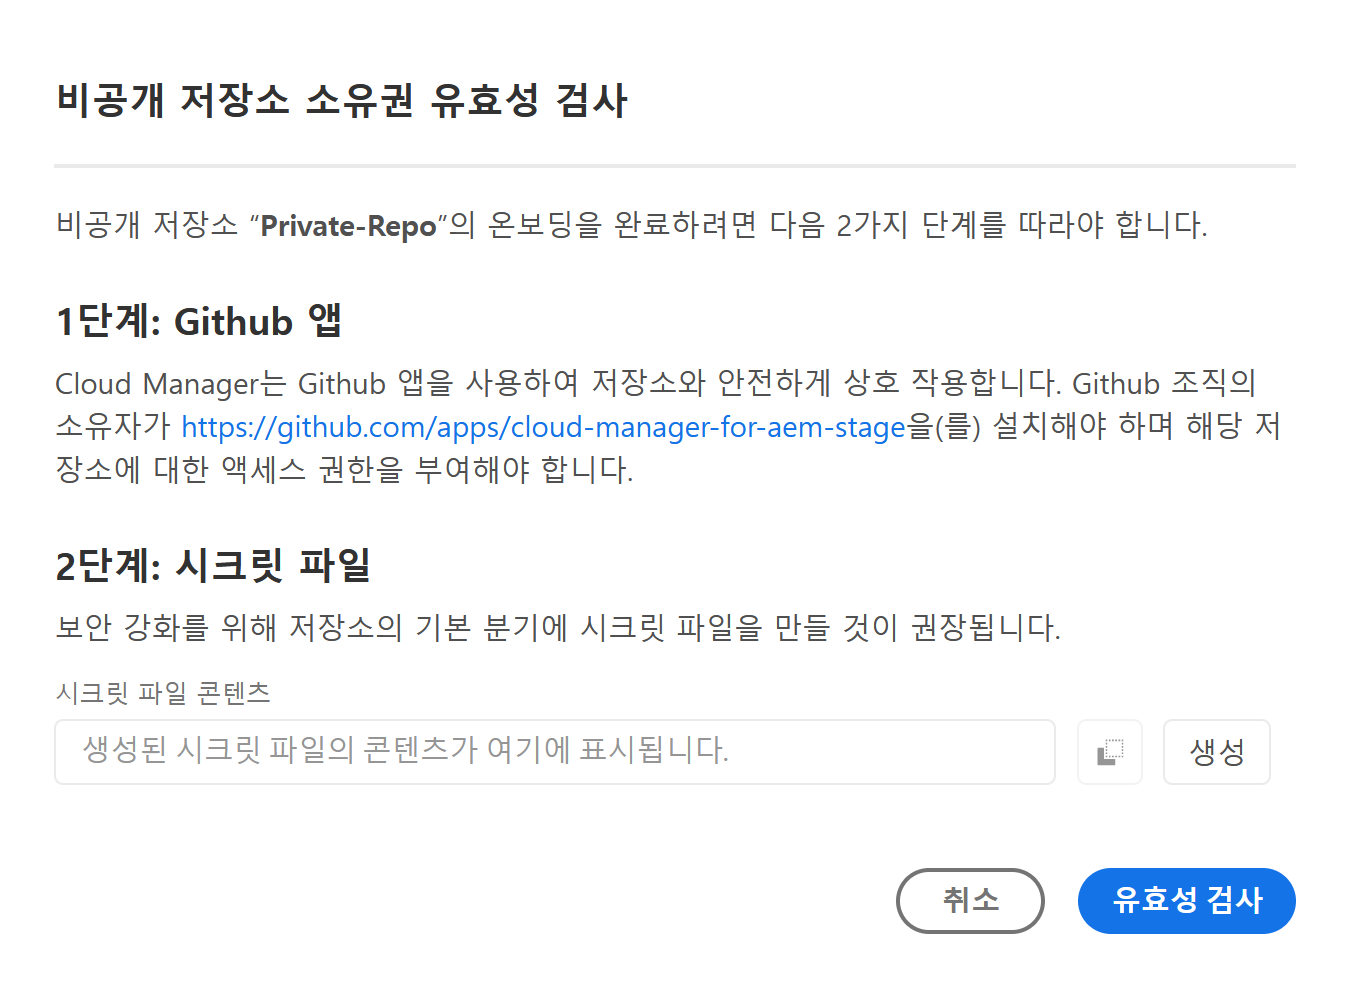 비공개 저장소 소유권 유효성 검사
비공개 저장소 “Private-Repo”의 온보딩을 완료하려면 다음 2가지 단계를 따라야 합니다.
1단계: Github 앱
Cloud Manager는 Github 앱을 사용하여 저장소와 안전하게 상호 작용합니다. Github 조직의
소유자가 https://github.com/apps/cloud-manager-for-aem-stage을(를) 설치해야 하며 해당 저
장소에 대한 액세스 권한을 부여해야 합니다.
2단계: 시크릿 파일
보안 강화를 위해 저장소의 기본 분기에 시크릿 파일을 만들 것이 권장됩니다.
시크릿 파일 콘텐츠
생성된 시크릿 파일의 콘텐츠가 여기에 표시됩니다.
생성
취소
유효성 검사